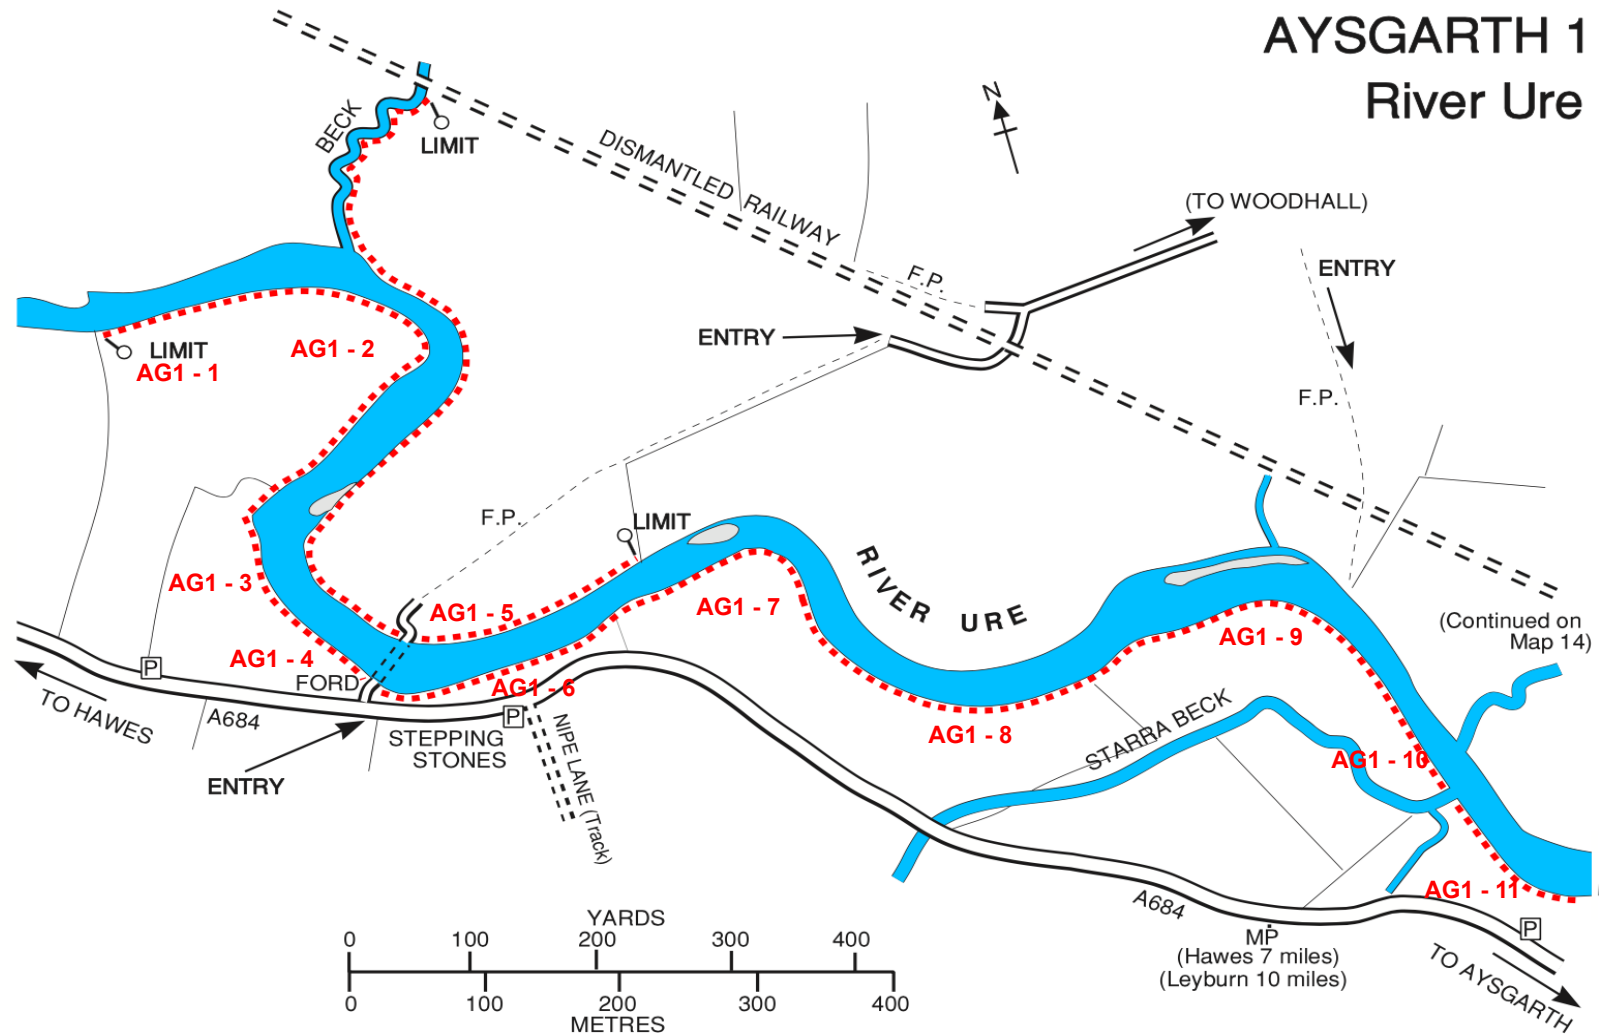 AYSGARTH 1
River Ure
N
BECK
LIMIT
DISMANTLED RAILWAY
(TO WOODHALL)
F.P.
ENTRY
ENTRY
LIMIT
AG1 - 1
AG1 - 2
F.P.
F.P.
LIMIT
RIVER URE
AG1 - 3
AG1 - 5
AG1 - 7
AG1 - 9
(Continued on
Map 14)
AG1 - 4
P
FORD
AG1 - 6
TO HAWES
A684
P
STEPPING
STONES
NIPE LANE (Track)
ENTRY
AG1 - 8
STARRA BECK
AG1 - 10
AG1 - 11
A684
P
MP
(Hawes 7 miles)
(Leyburn 10 miles)
TO AYSGARTH
YARDS
0 100 200 300 400
0 100 200 300 400
METRES